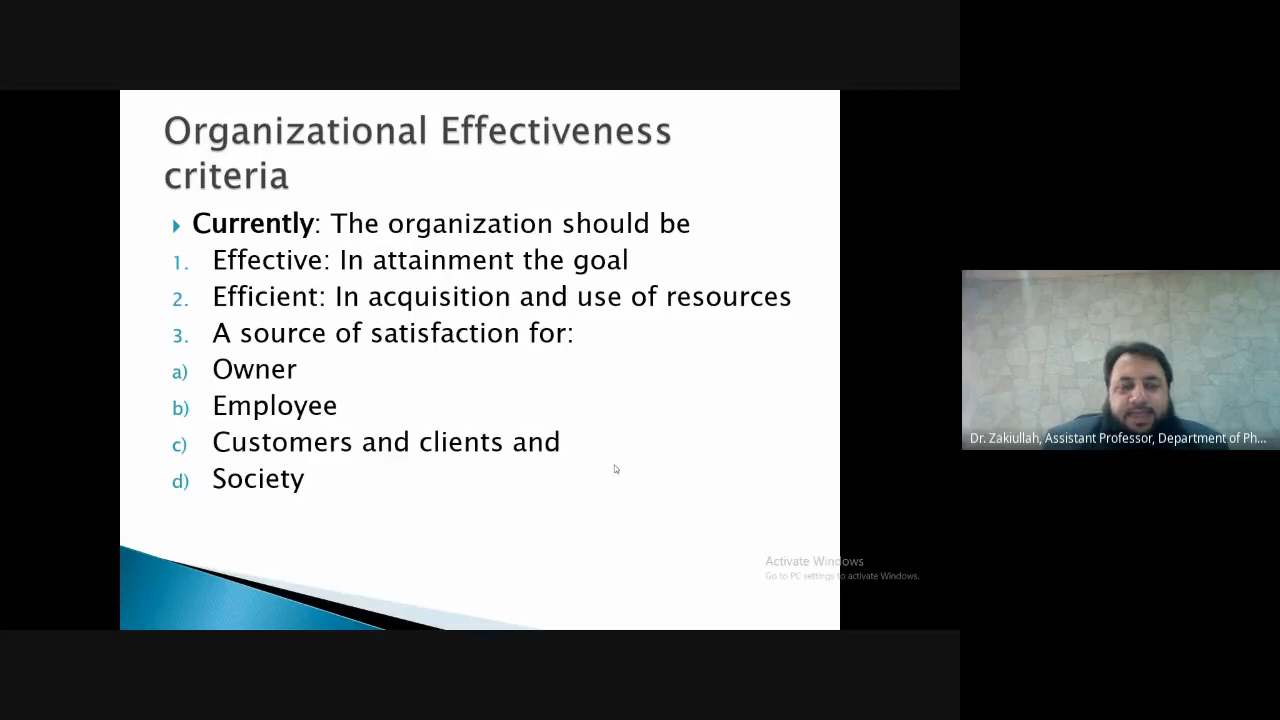 Organizational Effectiveness
criteria
Currently: The organization should be
1. Effective: In attainment the goal
2. Efficient: In acquisition and use of resources
3. A source of satisfaction for:
a) Owner
b) Employee
c) Customers and clients and
d) Society
Activate Windows
Go to PC settings to activate Windows.
Dr. Zakiullah, Assistant Professor, Department of Ph...